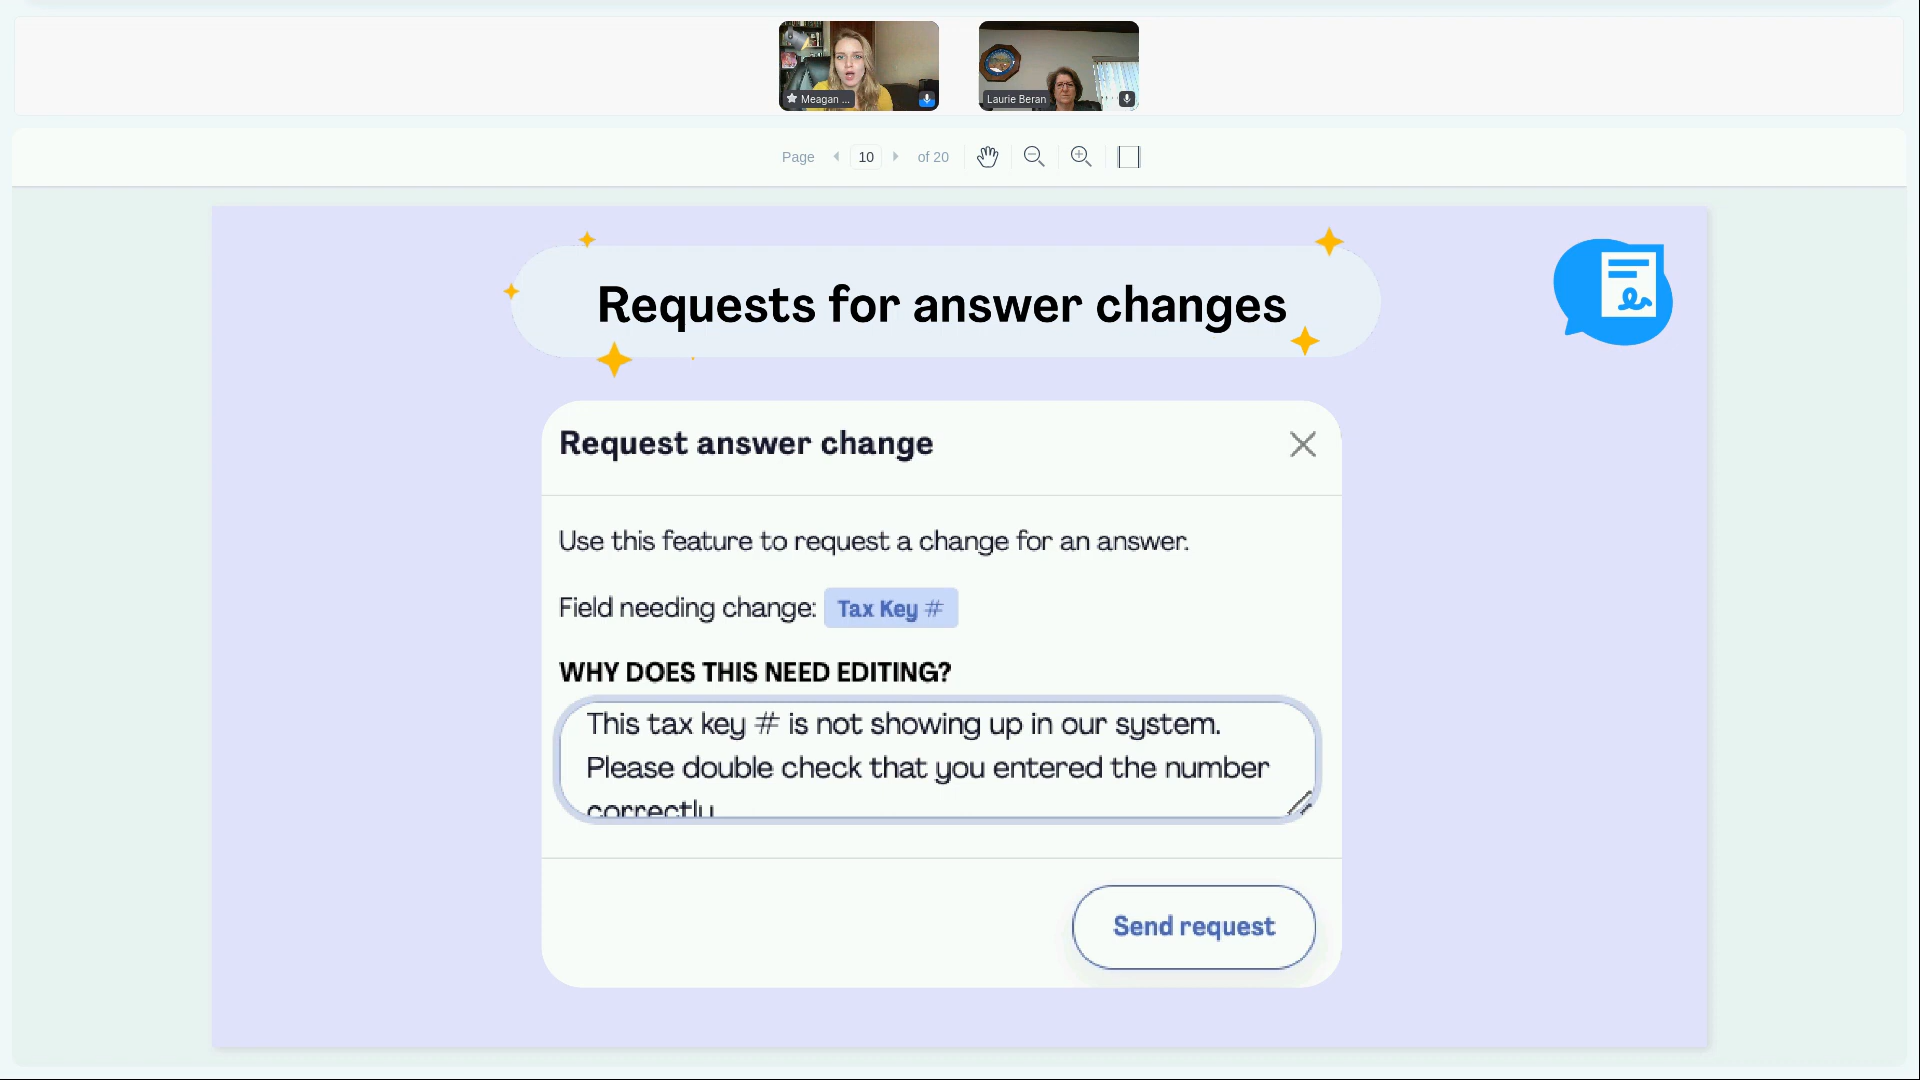 Meagan ...
Laurie Beran
Page 10 of 20
Requests for answer changes
Request answer change
Use this feature to request a change for an answer.
Field needing change: Tax Key #
WHY DOES THIS NEED EDITING?
This tax key # is not showing up in our system.
Please double check that you entered the number
correctly
Send request